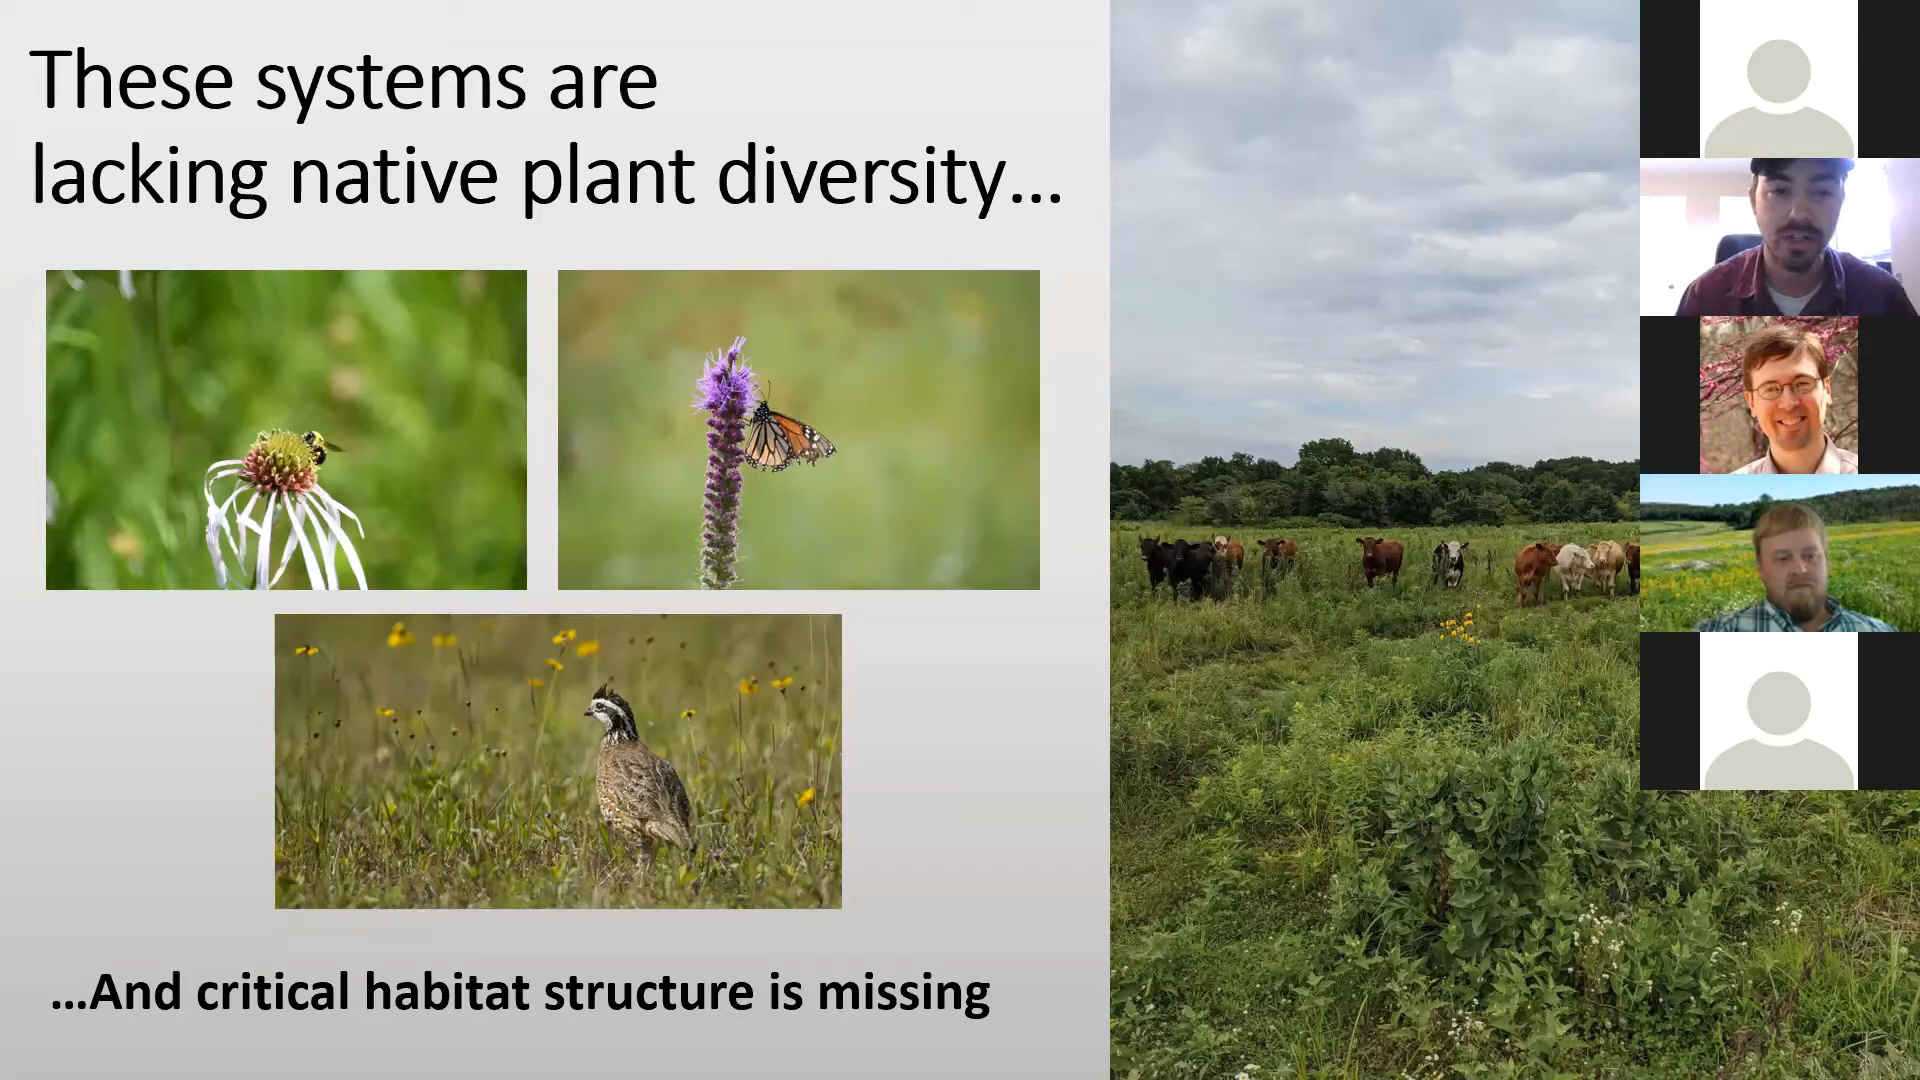 These systems are
lacking native plant diversity...
...And critical habitat structure is missing